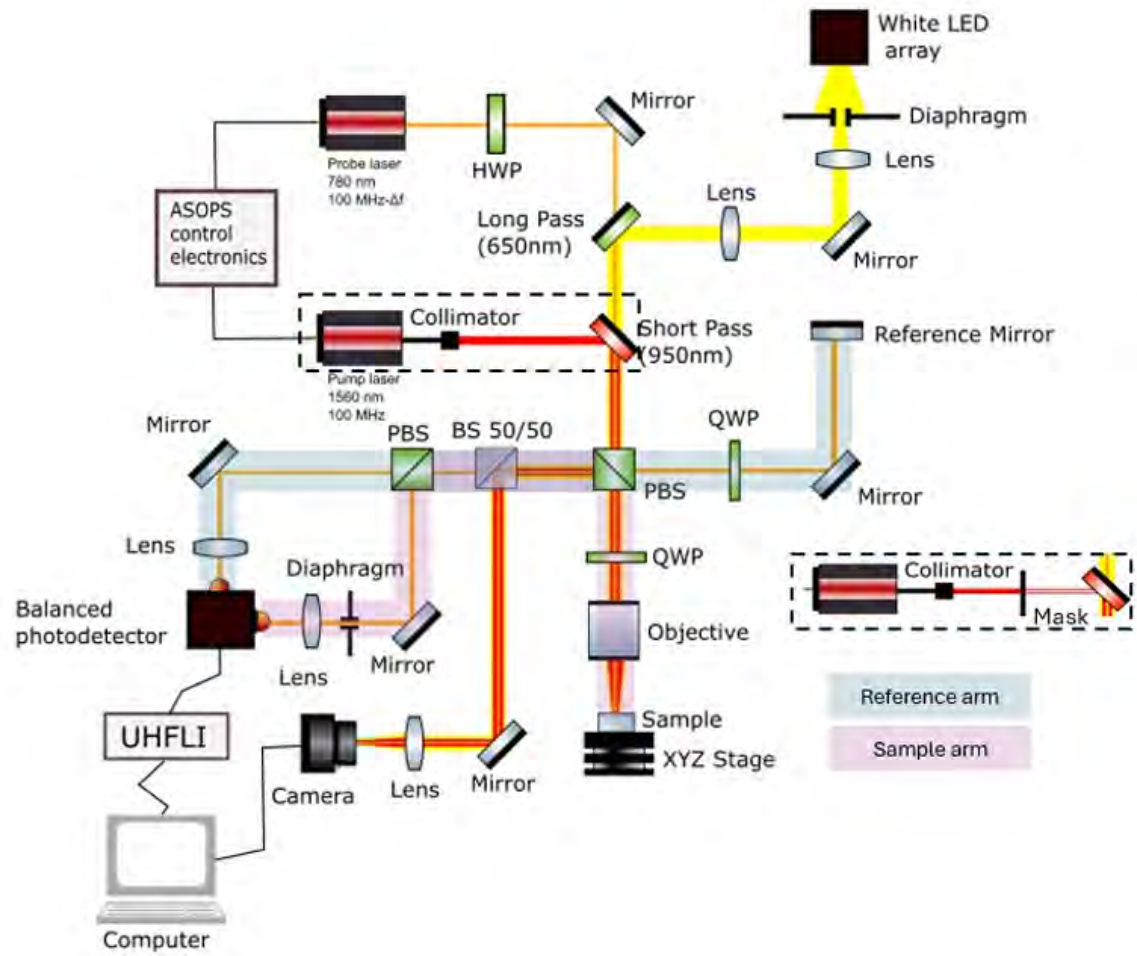 White LED
array
Mirror
Diaphragm
Probe laser
780 nm
100 MHz-Δf
HWP
Lens
Lens
ASOPS
control
electronics
Long Pass
(650nm)
Mirror
Collimator
Short Pass
(950nm)
Reference Mirror
Pump laser
1560 nm
100 MHz
Mirror
PBS
BS 50/50
QWP
PBS
Mirror
Lens
Diaphragm
QWP
Collimator
Mask
Balanced
photodetector
Objective
Lens
Mirror
Reference arm
Sample
UHFLI
Sample arm
XYZ Stage
Camera
Lens
Mirror
Computer